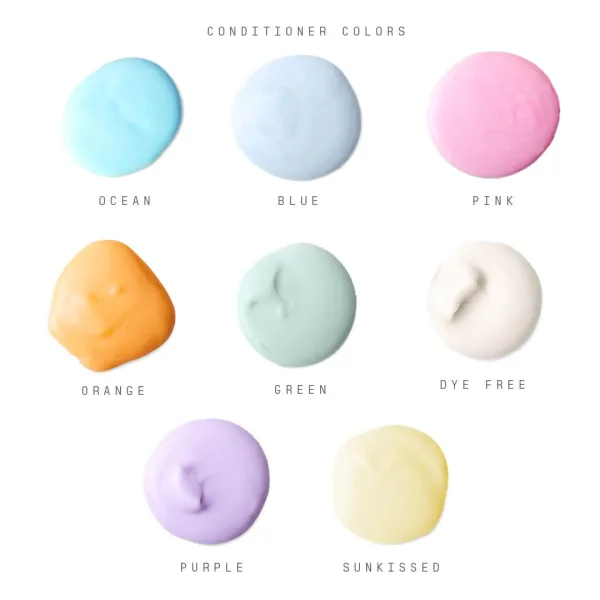 CONDITIONER COLORS
OCEAN
BLUE
PINK
ORANGE
GREEN
DYE FREE
PURPLE
SUNKISSED